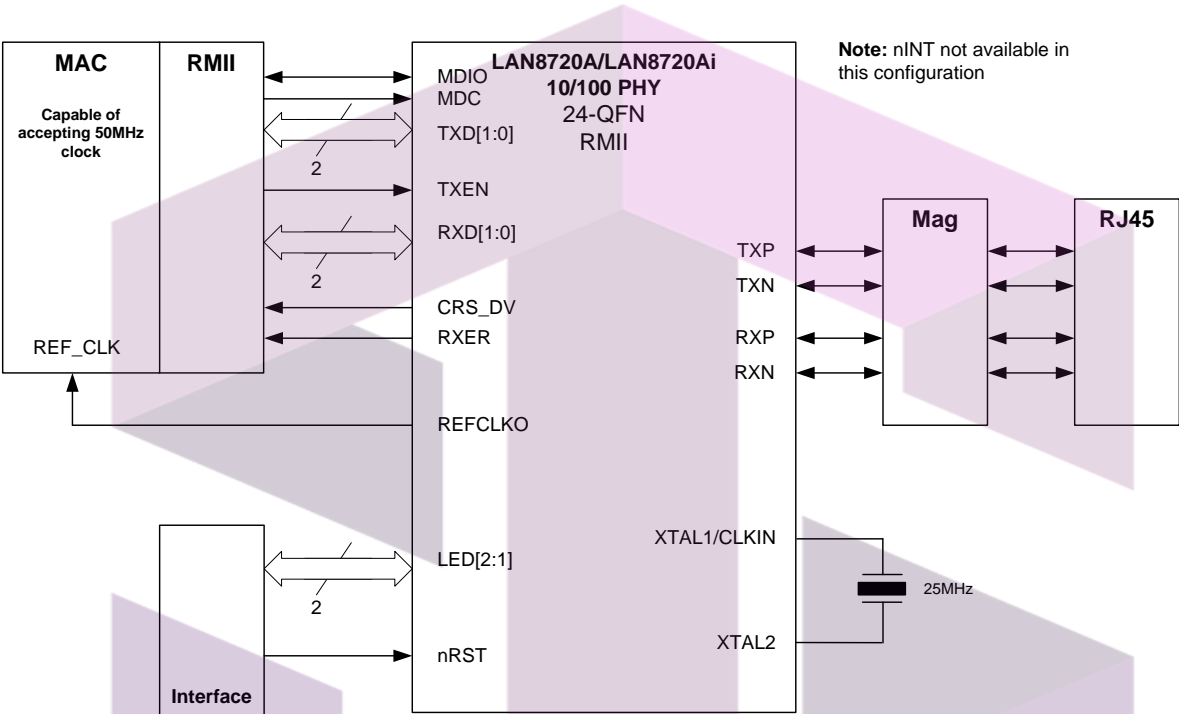 MAC
Capable of
accepting 50MHz
clock
REF_CLK
RMII
LAN8720A/LAN8720Ai
10/100 PHY
24-QFN
RMII
MDIO
MDC
TXD[1:0]
2
TXEN
RXD[1:0]
2
CRS_DV
RXER
REFCLKO
LED[2:1]
2
nRST
Interface
TXP
TXN
RXP
RXN
XTAL1/CLKIN
XTAL2
25MHz
Mag
RJ45
Note: nINT not available in
this configuration